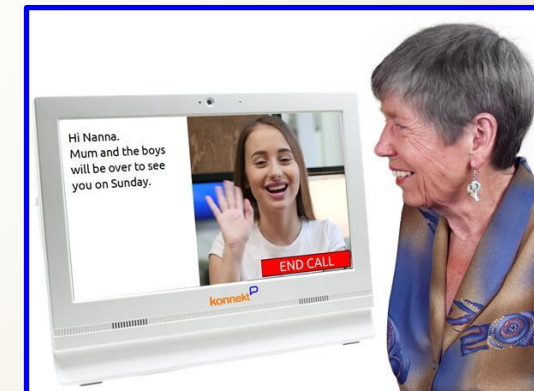 Hi Nanna.
Mum and the boys
will be over to see
you on Sunday.
END CALL
konnekt